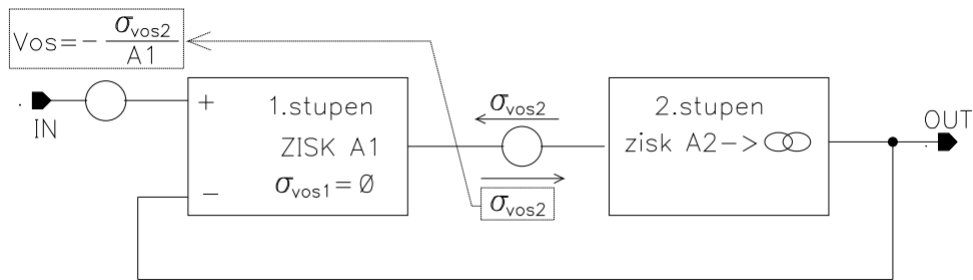 Vos=-σvos2/A1
IN
+
-
1.stupen
ZISK A1
σvos1=Ø
σvos2
σvos2
2.stupen
zisk A2->∞
OUT